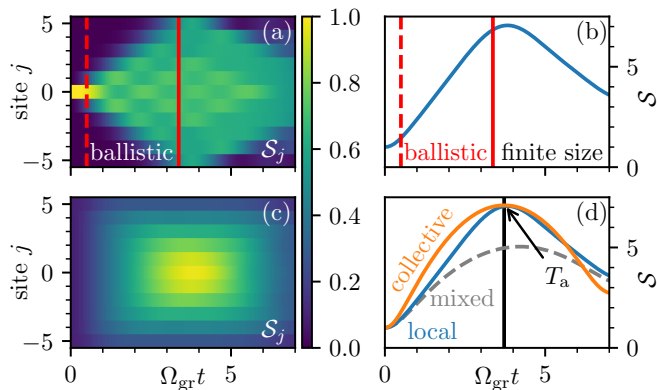 site j
5
0
−5
(a)
ballistic
S_j
1.0
0.8
0.6
(b)
ballistic
finite size
5
0
S
site j
5
0
−5
(c)
S_j
0
5
Ω_gr t
0.4
0.2
0.0
(d)
collective
mixed
local
T_a
5
0
S
0
5
Ω_gr t